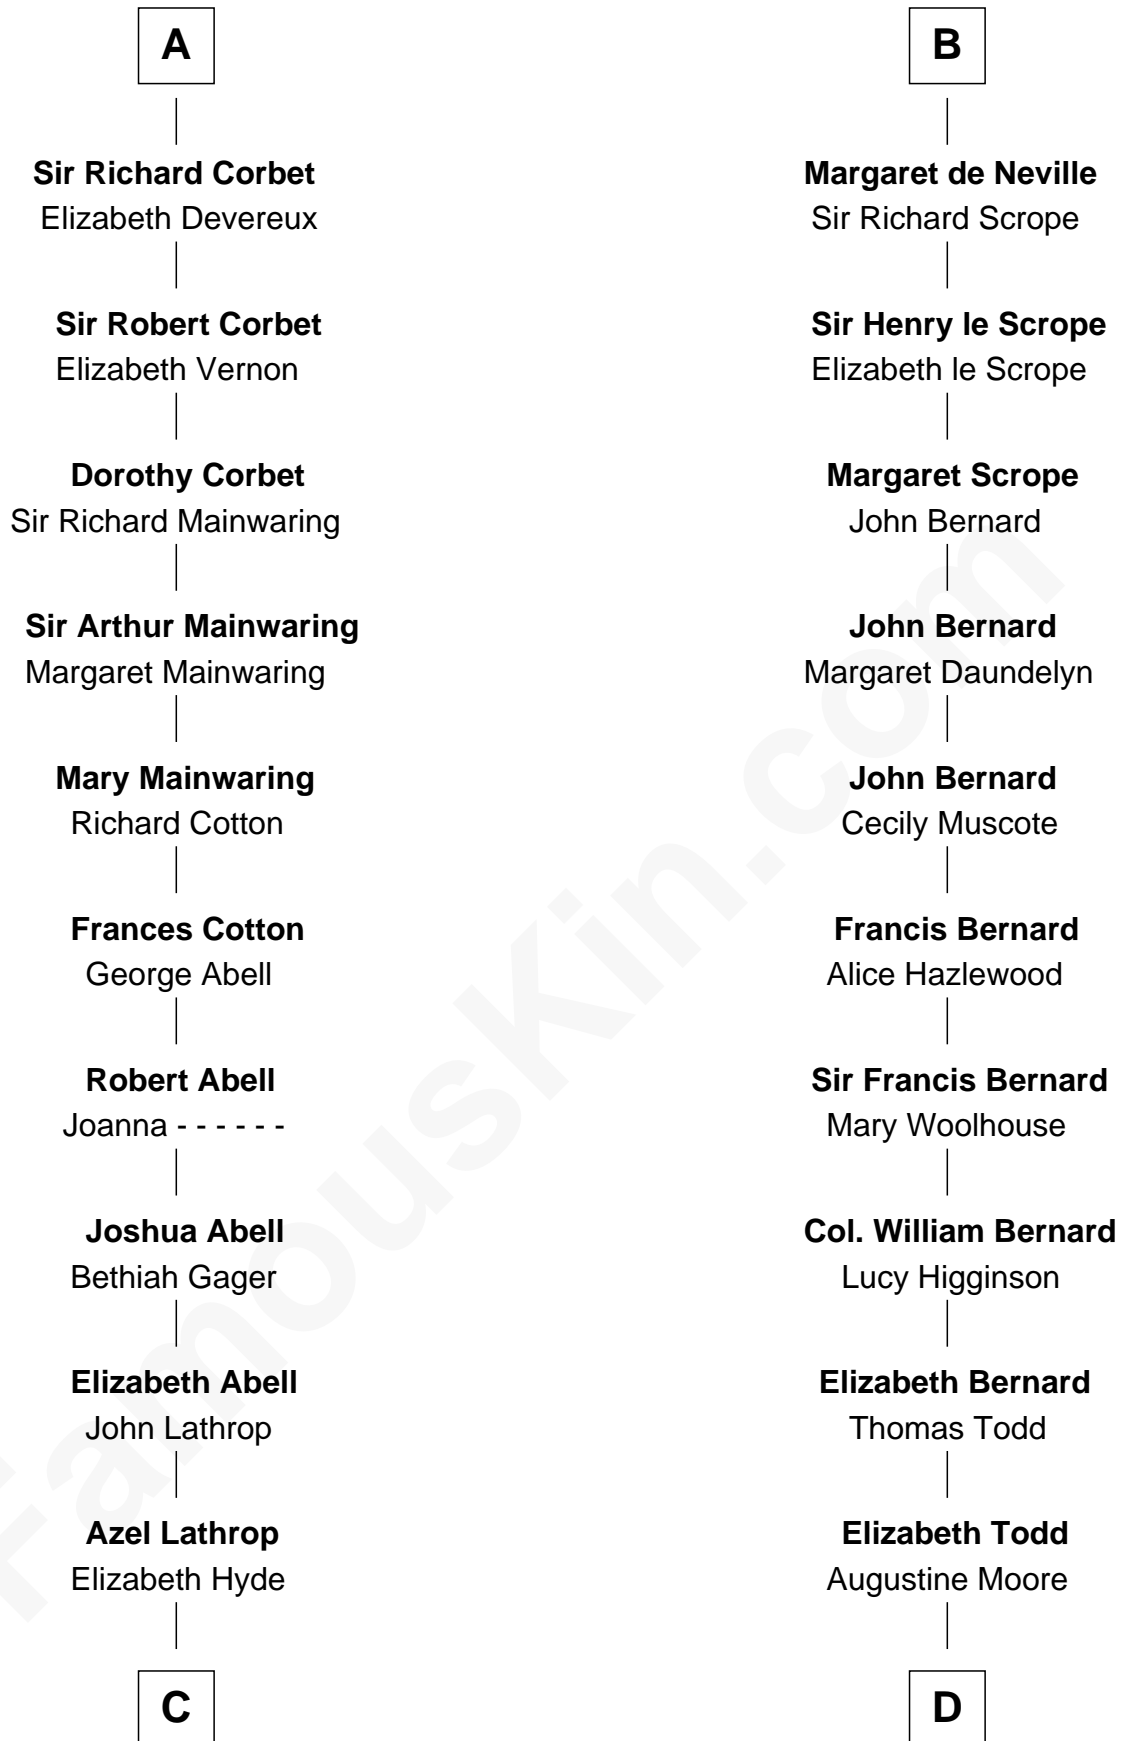 A
Sir Richard Corbet
Elizabeth Devereux
Sir Robert Corbet
Elizabeth Vernon
Dorothy Corbet
Sir Richard Mainwaring
Sir Arthur Mainwaring
Margaret Mainwaring
Mary Mainwaring
Richard Cotton
Frances Cotton
George Abell
Robert Abell
Joanna - - - - - -
Joshua Abell
Bethiah Gager
Elizabeth Abell
John Lathrop
Azel Lathrop
Elizabeth Hyde
C
B
Margaret de Neville
Sir Richard Scrope
Sir Henry le Scrope
Elizabeth le Scrope
Margaret Scrope
John Bernard
John Bernard
Margaret Daundelyn
John Bernard
Cecily Muscote
Francis Bernard
Alice Hazlewood
Sir Francis Bernard
Mary Woolhouse
Col. William Bernard
Lucy Higginson
Elizabeth Bernard
Thomas Todd
Elizabeth Todd
Augustine Moore
D
FamousKin.com